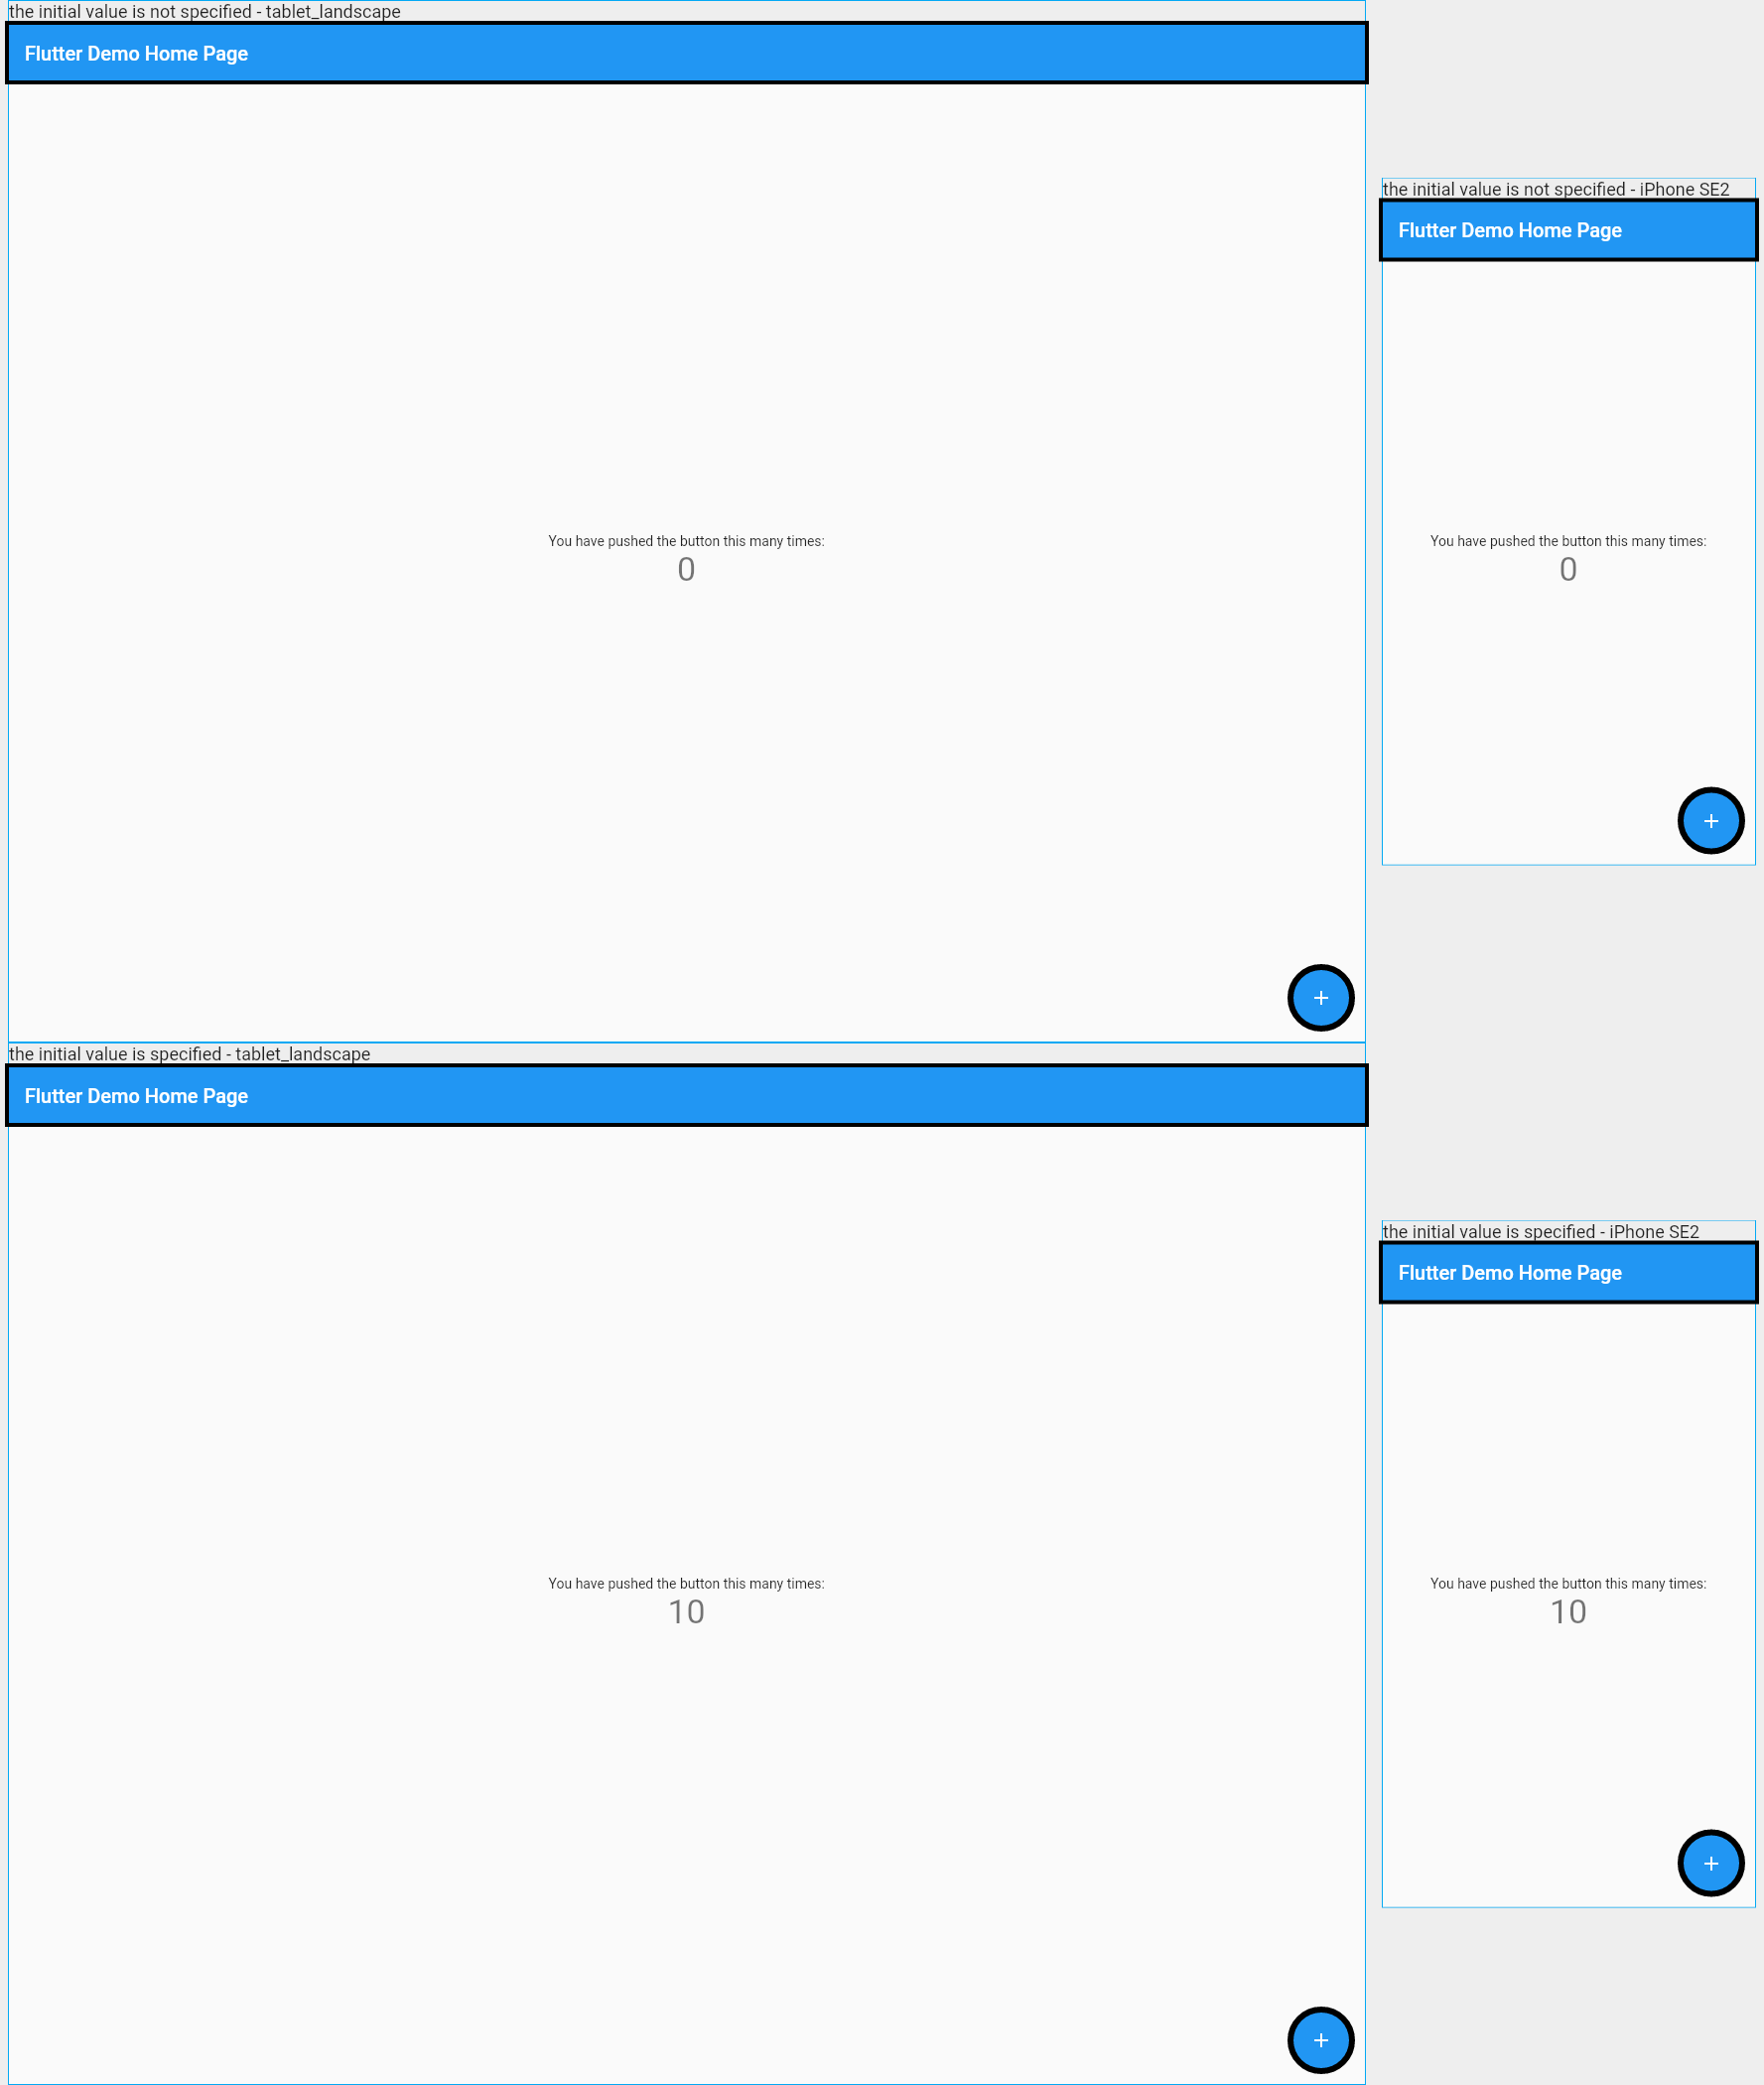 the initial value is not specified - tablet_landscape
Flutter Demo Home Page
You have pushed the button this many times:
0
+
the initial value is not specified - iPhone SE2
Flutter Demo Home Page
You have pushed the button this many times:
0
+
the initial value is specified - tablet_landscape
Flutter Demo Home Page
You have pushed the button this many times:
10
+
the initial value is specified - iPhone SE2
Flutter Demo Home Page
You have pushed the button this many times:
10
+